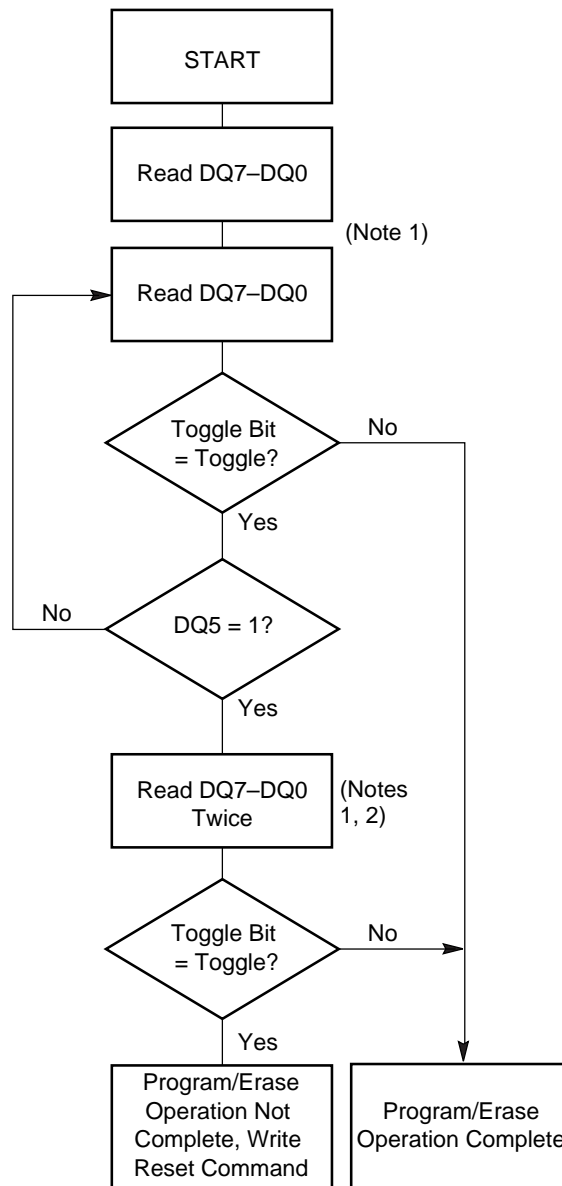 START
Read DQ7–DQ0
(Note 1)
Read DQ7–DQ0
Toggle Bit
= Toggle?
No
Yes
No
DQ5 = 1?
Yes
Read DQ7–DQ0
Twice
(Notes
1, 2)
Toggle Bit
= Toggle?
No
Yes
Program/Erase
Operation Not
Complete, Write
Reset Command
Program/Erase
Operation Complete